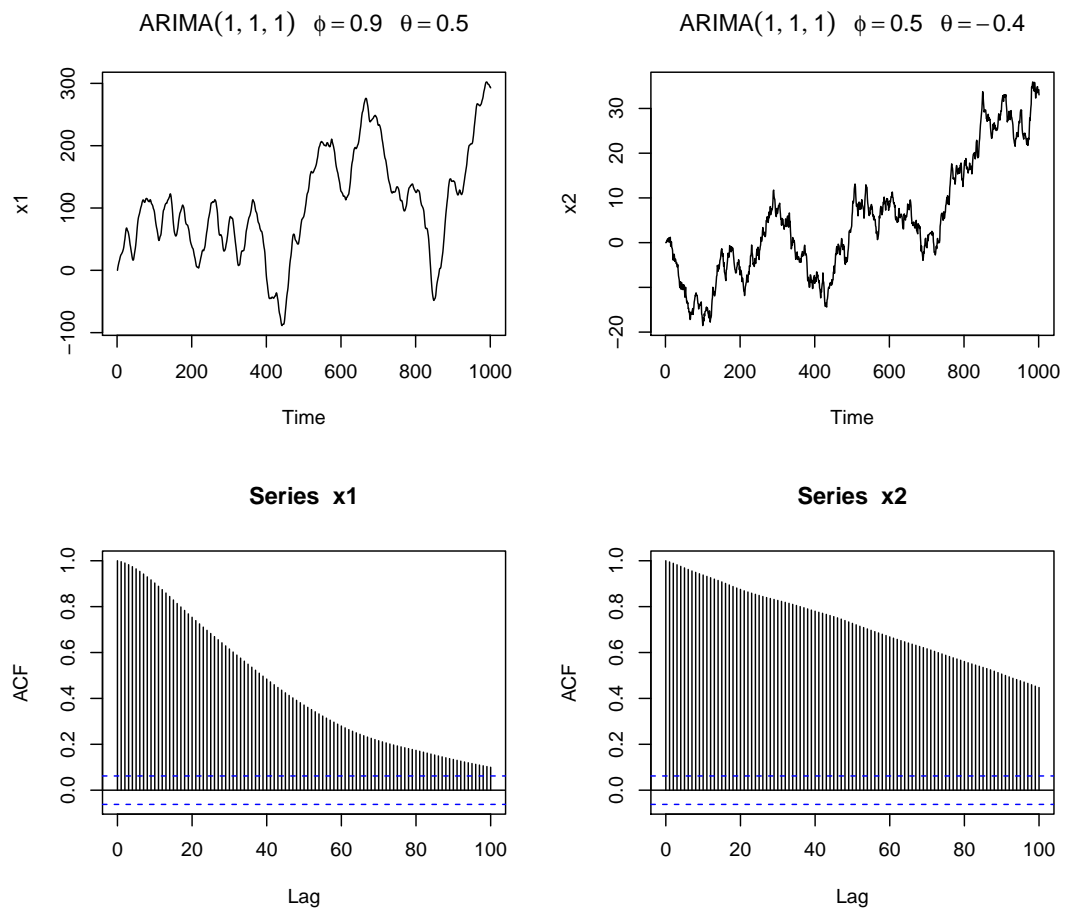 ARIMA(1, 1, 1) ϕ = 0.9 θ = 0.5
x1
−100 0 100 200 300
0 200 400 600 800 1000
Time
ARIMA(1, 1, 1) ϕ = 0.5 θ = −0.4
x2
−20 0 10 20 30
0 200 400 600 800 1000
Time
Series x1
ACF
0.0 0.2 0.4 0.6 0.8 1.0
0 20 40 60 80 100
Lag
Series x2
ACF
0.0 0.2 0.4 0.6 0.8 1.0
0 20 40 60 80 100
Lag